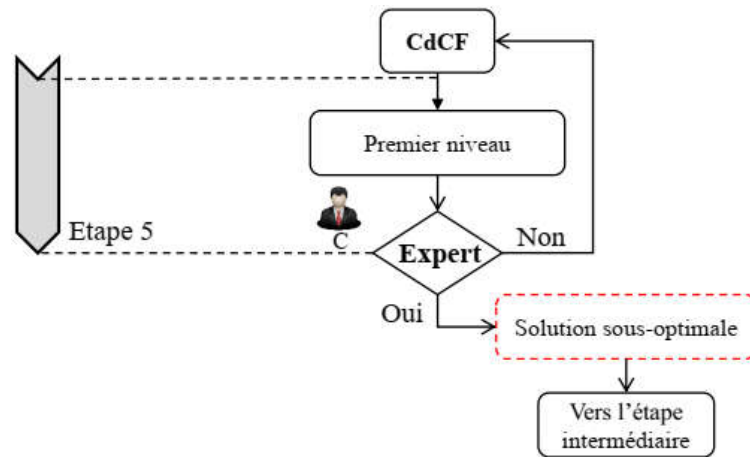 CdCF
Premier niveau
C
Etape 5
Expert
Non
Oui
Solution sous-optimale
Vers l'étape
intermédiaire